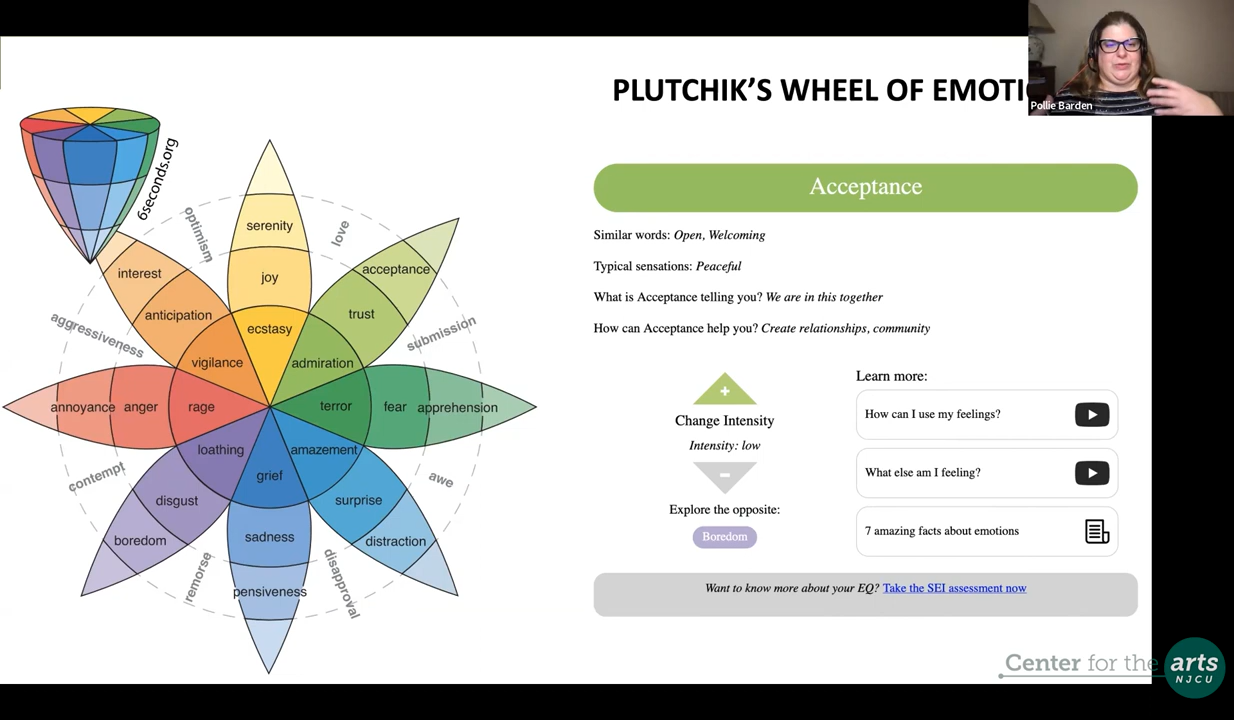 PLUTCHIK'S WHEEL OF EMOTI
Pollie Barden
6seconds.org
optimism
serenity
love
interest
joy
acceptance
anticipation
trust
aggressiveness
ecstasy
submission
vigilance
admiration
annoyance
anger
rage
terror
fear
apprehension
loathing
amazement
contempt
grief
awe
disgust
surprise
boredom
sadness
distraction
remorse
pensiveness
disapproval
Acceptance
Similar words: Open, Welcoming
Typical sensations: Peaceful
What is Acceptance telling you? We are in this together
How can Acceptance help you? Create relationships, community
+
Change Intensity
Intensity: low
-
Explore the opposite:
Boredom
Learn more:
How can I use my feelings?
What else am I feeling?
7 amazing facts about emotions
Want to know more about your EQ? Take the SEI assessment now
Center for the arts
NJCU